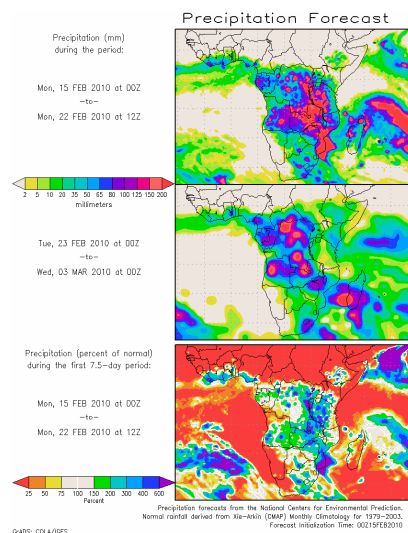 Precipitation Forecast
Precipitation (mm)
during the period:
Mon, 15 FEB 2010 at 00Z
—to—
Mon, 22 FEB 2010 at 12Z
2 5 10 20 35 50 65 80 100 125 150 200
millimeters
Tue, 23 FEB 2010 at 00Z
—to—
Wed, 03 MAR 2010 at 00Z
Precipitation (percent of normal)
during the first 7.5-day period:
Mon, 15 FEB 2010 at 00Z
—to—
Mon, 22 FEB 2010 at 12Z
25 50 75 100 150 200 300 400 600
Percent
Precipitation forecasts from the National Centers for Environmental Prediction.
Normal rainfall derived from Xie-Arkin (CMAP) Monthly Climatology for 1979-2003.
Forecast Initialization Time: 00Z15FEB2010
GrADS: COLA/IGES